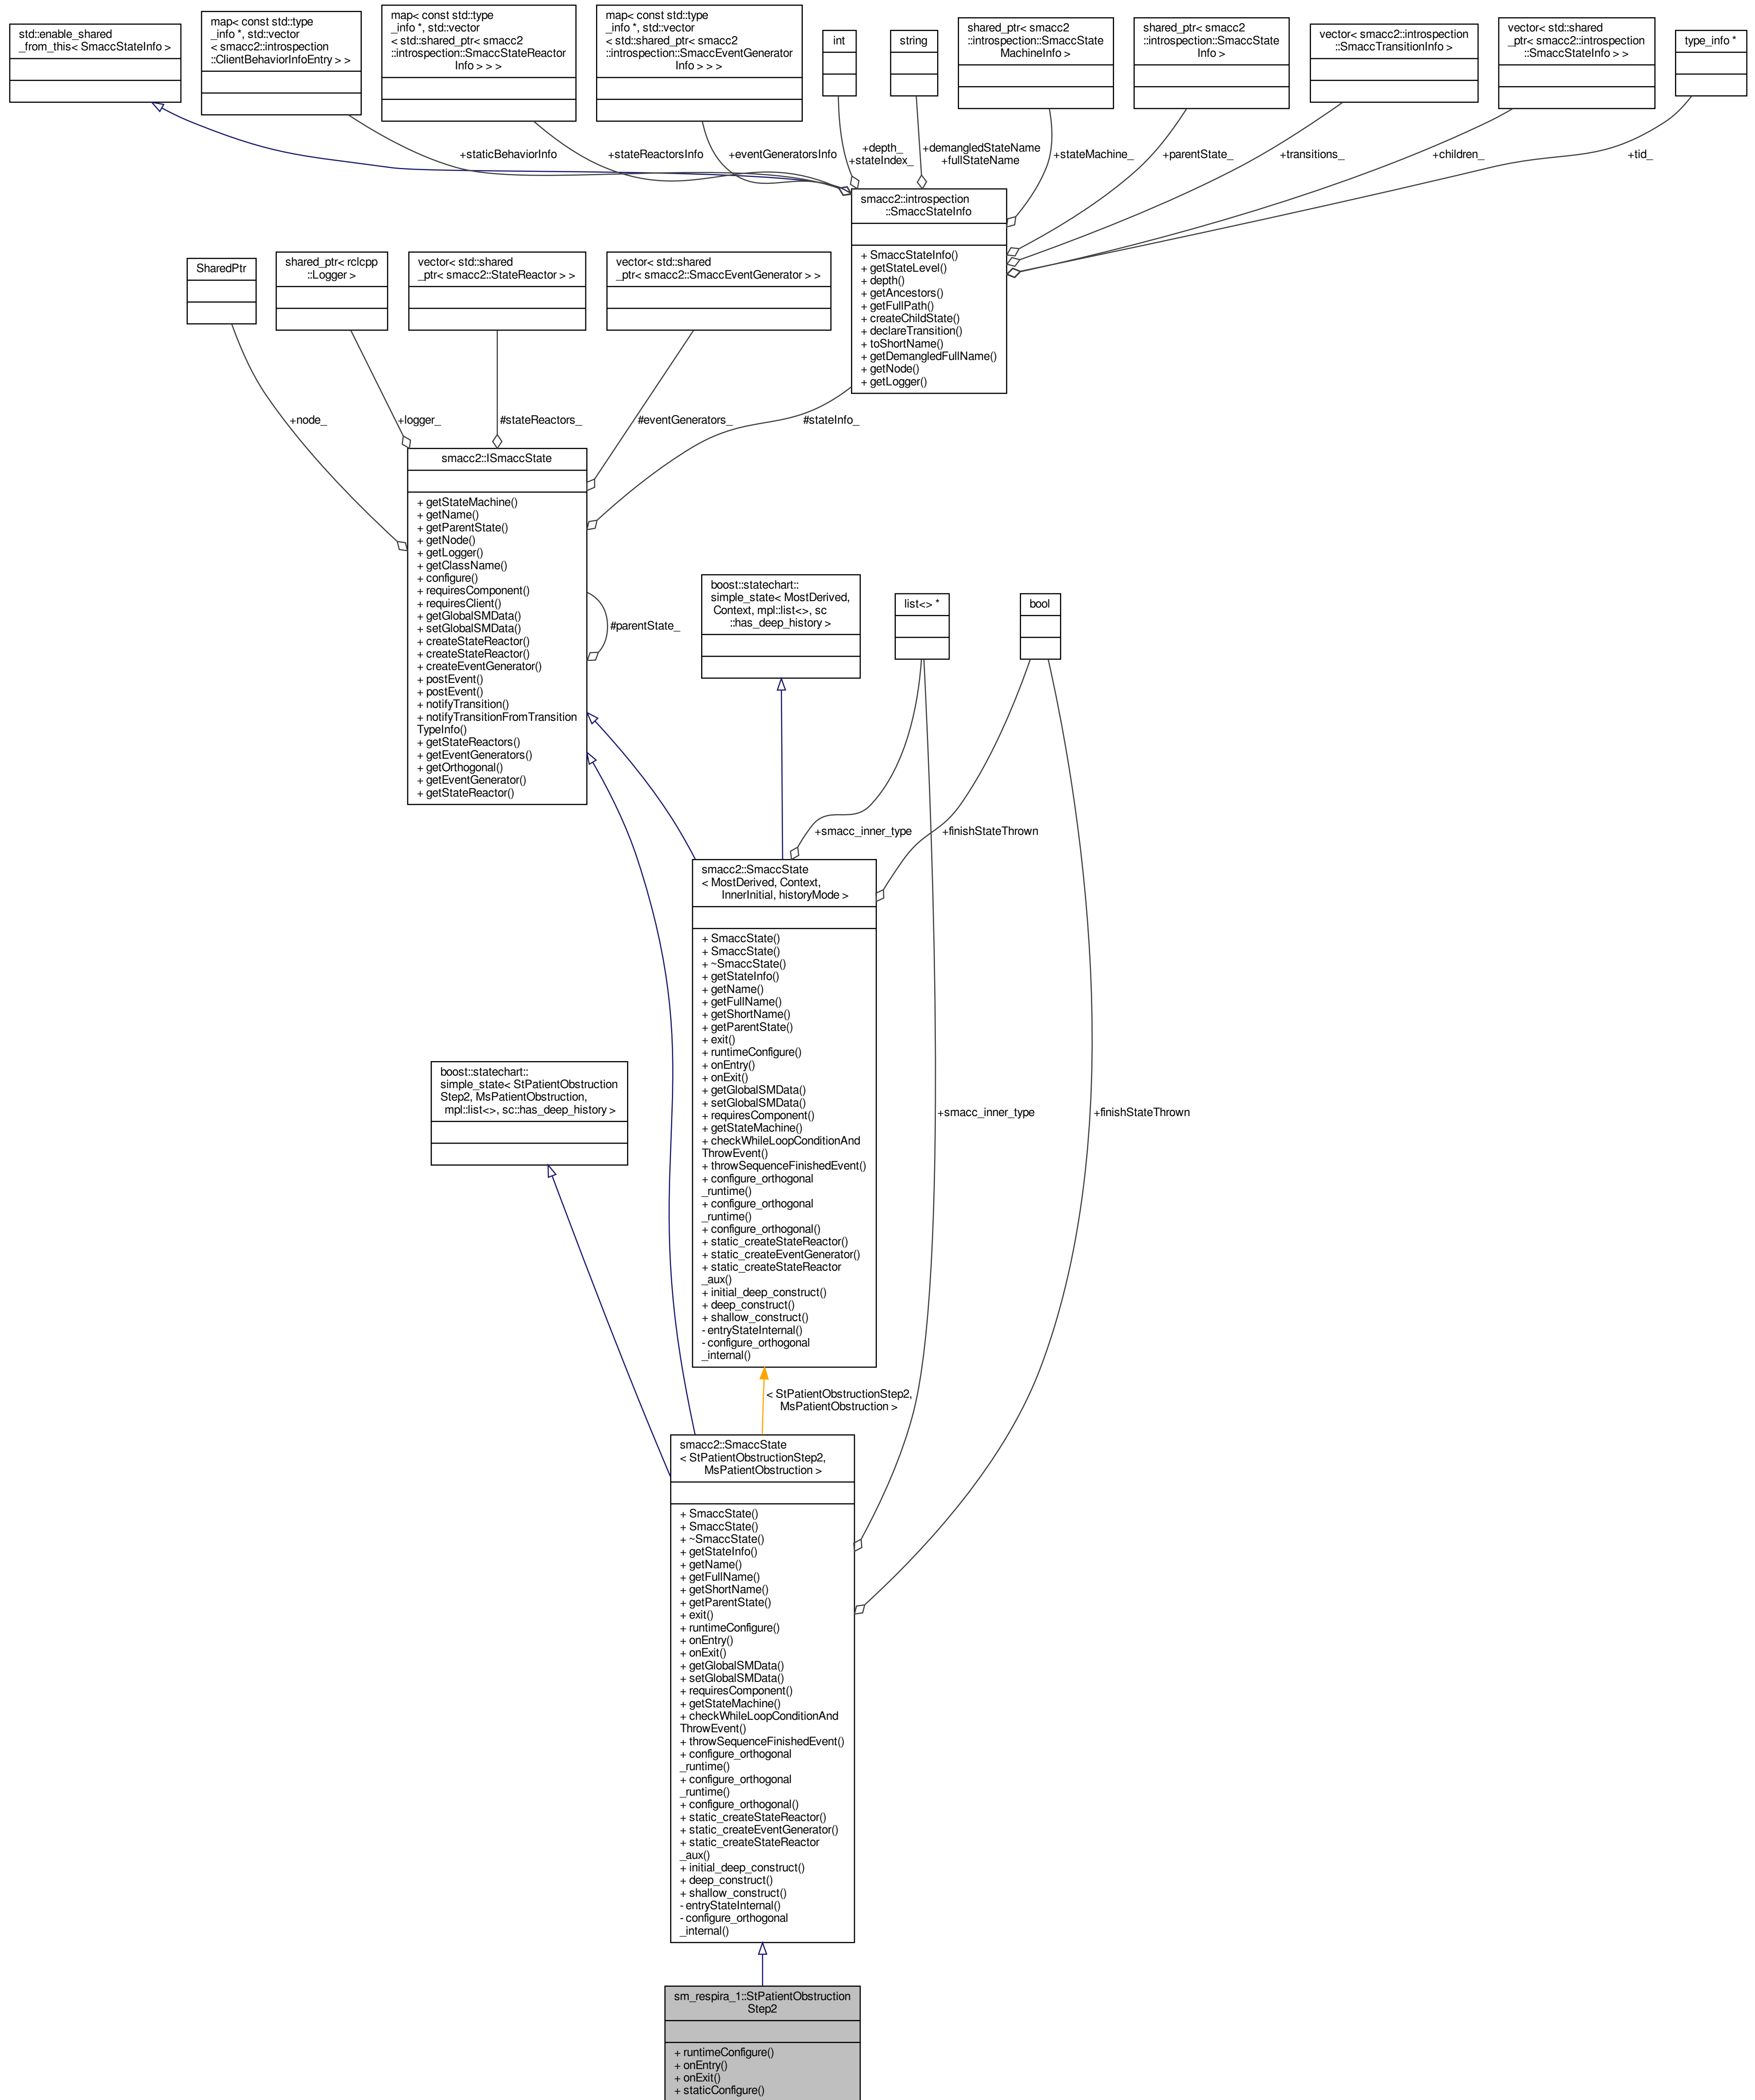 std::enable_shared
_from_this< SmaccStateInfo >
map< const std::type
_info *, std::vector
< smacc2::introspection
::ClientBehaviorInfoEntry > >
map< const std::type
_info *, std::vector
< std::shared_ptr< smacc2
::introspection::SmaccStateReactor
Info > > >
map< const std::type
_info *, std::vector
< std::shared_ptr< smacc2
::introspection::SmaccEventGenerator
Info > > >
int
string
shared_ptr< smacc2
::introspection::SmaccState
MachineInfo >
shared_ptr< smacc2
::introspection::SmaccState
Info >
vector< smacc2::introspection
::SmaccTransitionInfo >
vector< std::shared
_ptr< smacc2::introspection
::SmaccStateInfo > >
type_info *
+staticBehaviorInfo
+stateReactorsInfo
+eventGeneratorsInfo
+depth_
+stateIndex_
+demangledStateName
+fullStateName
+stateMachine_
+parentState_
+transitions_
+children_
+tid_
smacc2::introspection
::SmaccStateInfo
+ SmaccStateInfo()
+ getStateLevel()
+ depth()
+ getAncestors()
+ getFullPath()
+ createChildState()
+ declareTransition()
+ toShortName()
+ getDemangledFullName()
+ getNode()
+ getLogger()
SharedPtr
shared_ptr< rclcpp
::Logger >
vector< std::shared
_ptr< smacc2::StateReactor > >
vector< std::shared
_ptr< smacc2::SmaccEventGenerator > >
+node_
+logger_
#stateReactors_
#eventGenerators_
#stateInfo_
smacc2::ISmaccState
+ getStateMachine()
+ getName()
+ getParentState()
+ getNode()
+ getLogger()
+ getClassName()
+ configure()
+ requiresComponent()
+ requiresClient()
+ getGlobalSMData()
+ setGlobalSMData()
+ createStateReactor()
+ createStateReactor()
+ createEventGenerator()
+ postEvent()
+ postEvent()
+ notifyTransition()
+ notifyTransitionFromTransition
TypeInfo()
+ getStateReactors()
+ getEventGenerators()
+ getOrthogonal()
+ getEventGenerator()
+ getStateReactor()
#parentState_
boost::statechart::
simple_state< MostDerived,
Context, mpl::list<>, sc
::has_deep_history >
list<> *
bool
+smacc_inner_type
+finishStateThrown
smacc2::SmaccState
< MostDerived, Context,
InnerInitial, historyMode >
+ SmaccState()
+ SmaccState()
+ ~SmaccState()
+ getStateInfo()
+ getName()
+ getFullName()
+ getShortName()
+ getParentState()
+ exit()
+ runtimeConfigure()
+ onEntry()
+ onExit()
+ getGlobalSMData()
+ setGlobalSMData()
+ requiresComponent()
+ getStateMachine()
+ checkWhileLoopConditionAnd
ThrowEvent()
+ throwSequenceFinishedEvent()
+ configure_orthogonal
_runtime()
+ configure_orthogonal
_runtime()
+ configure_orthogonal()
+ static_createStateReactor()
+ static_createEventGenerator()
+ static_createStateReactor
_aux()
+ initial_deep_construct()
+ deep_construct()
+ shallow_construct()
- entryStateInternal()
- configure_orthogonal
_internal()
boost::statechart::
simple_state< StPatientObstruction
Step2, MsPatientObstruction,
mpl::list<>, sc::has_deep_history >
+smacc_inner_type
+finishStateThrown
< StPatientObstructionStep2,
MsPatientObstruction >
smacc2::SmaccState
< StPatientObstructionStep2,
MsPatientObstruction >
+ SmaccState()
+ SmaccState()
+ ~SmaccState()
+ getStateInfo()
+ getName()
+ getFullName()
+ getShortName()
+ getParentState()
+ exit()
+ runtimeConfigure()
+ onEntry()
+ onExit()
+ getGlobalSMData()
+ setGlobalSMData()
+ requiresComponent()
+ getStateMachine()
+ checkWhileLoopConditionAnd
ThrowEvent()
+ throwSequenceFinishedEvent()
+ configure_orthogonal
_runtime()
+ configure_orthogonal
_runtime()
+ configure_orthogonal()
+ static_createStateReactor()
+ static_createEventGenerator()
+ static_createStateReactor
_aux()
+ initial_deep_construct()
+ deep_construct()
+ shallow_construct()
- entryStateInternal()
- configure_orthogonal
_internal()
sm_respira_1::StPatientObstruction
Step2
+ runtimeConfigure()
+ onEntry()
+ onExit()
+ staticConfigure()